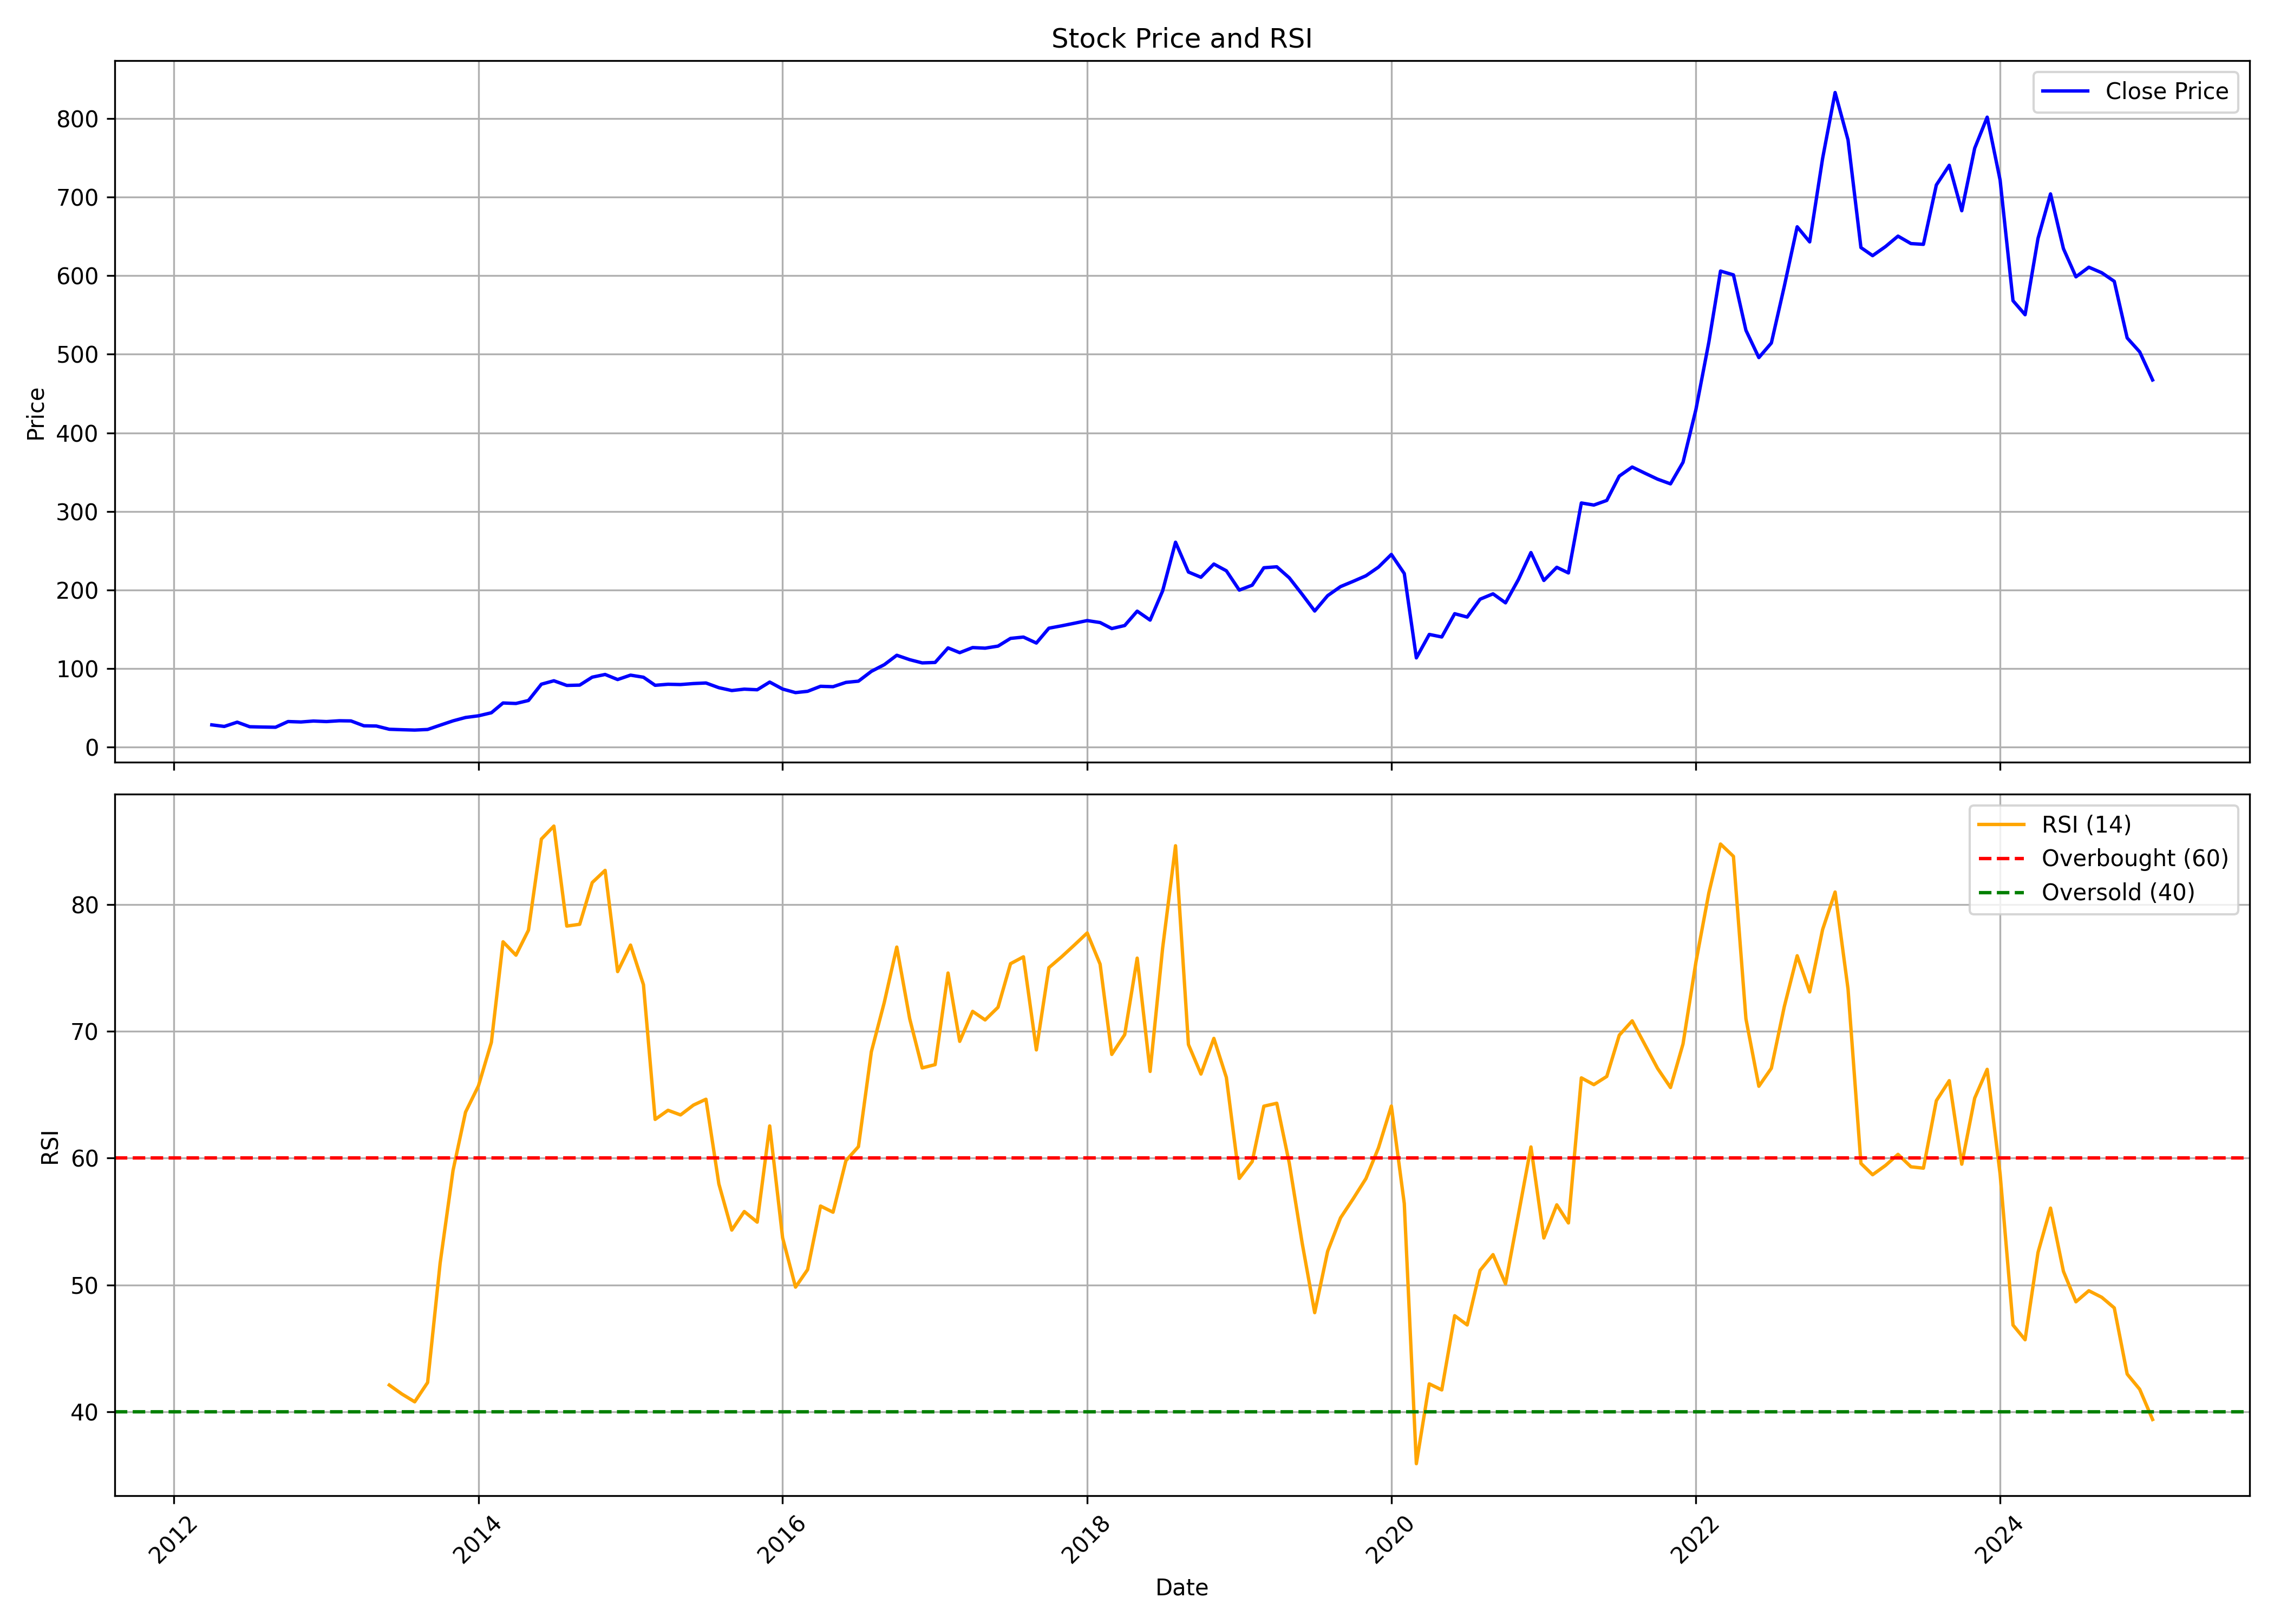 Stock Price and RSI
Close Price
800
700
600
500
400
300
200
100
0
Price
RSI (14)
Overbought (60)
Oversold (40)
80
70
60
50
40
RSI
2012
2014
2016
2018
2020
2022
2024
Date